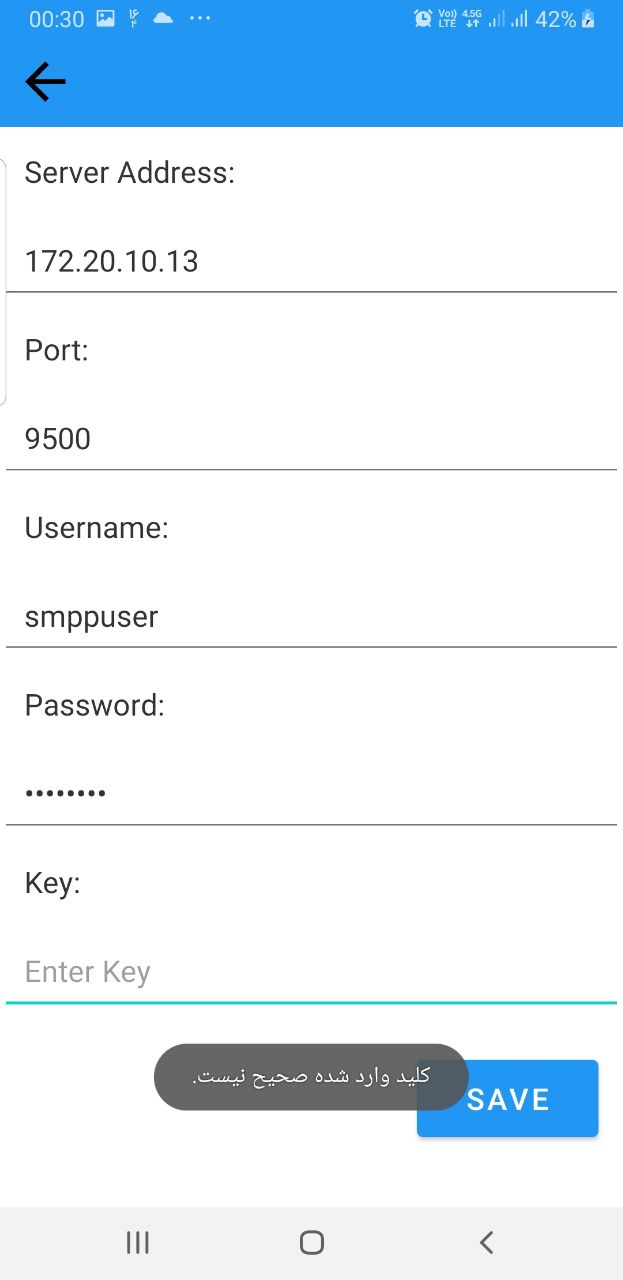 00:30 ... Vo) LTE 4.5G 42%
Server Address:
172.20.10.13
Port:
9500
Username:
smppuser
Password:
••••••••
Key:
Enter Key
کلید وارد شده صحیح نیست.
SAVE